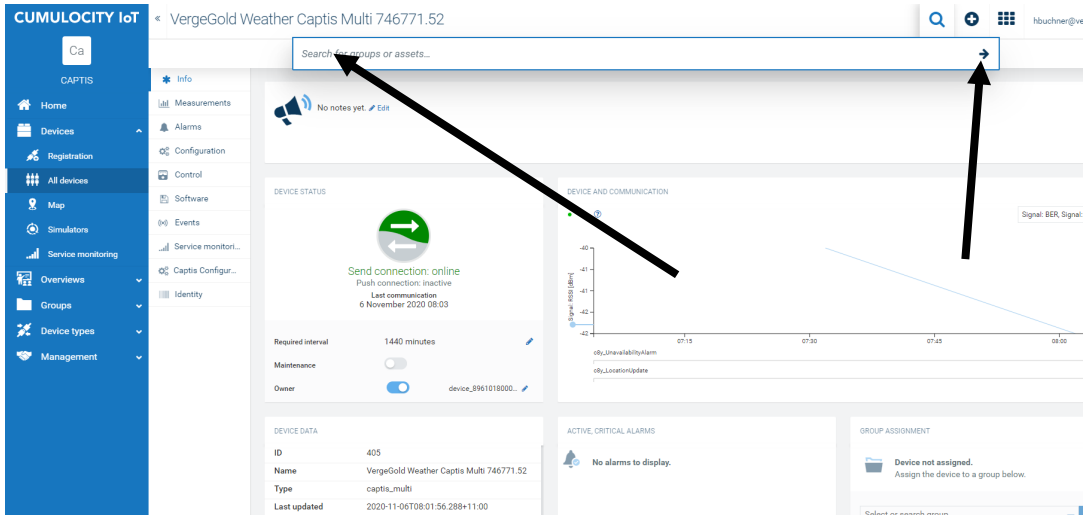 CUMULOCITY IoT
« VergeGold Weather Captis Multi 746771.52
hbuchner@ve
Ca
CAPTIS
Search for groups or assets...
Home
Devices
Registration
All devices
Map
Simulators
Service monitoring
Overviews
Groups
Device types
Management
Info
Measurements
Alarms
Configuration
Control
Software
Events
Service monitori...
Captis Configur...
Identity
No notes yet. Edit
DEVICE STATUS
Send connection: online
Push connection: inactive
Last communication
6 November 2020 08:03
Required interval 1440 minutes
Maintenance
Owner device_8961018000...
DEVICE AND COMMUNICATION
Signal: BER, Signal:
Signal: RSSI [dBm]
-40
-41
-41
-42
-42
07:15 07:30 07:45 08:00
c8y_UnavailabilityAlarm
c8y_LocationUpdate
DEVICE DATA
ID 405
Name VergeGold Weather Captis Multi 746771.52
Type captis_multi
Last updated 2020-11-06T08:01:56.288+11:00
ACTIVE, CRITICAL ALARMS
No alarms to display.
GROUP ASSIGNMENT
Device not assigned.
Assign the device to a group below.
Select or search group